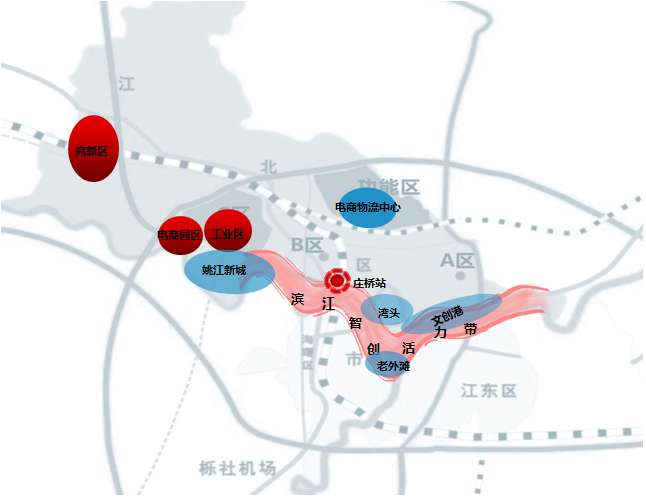 江
高新区
北
功能区
电商物流中心
电商园区
工业区
B区
区
A区
姚江新城
庄桥站
滨江智创活力带
湾头
文创港
市
老外滩
江东区
栎社机场